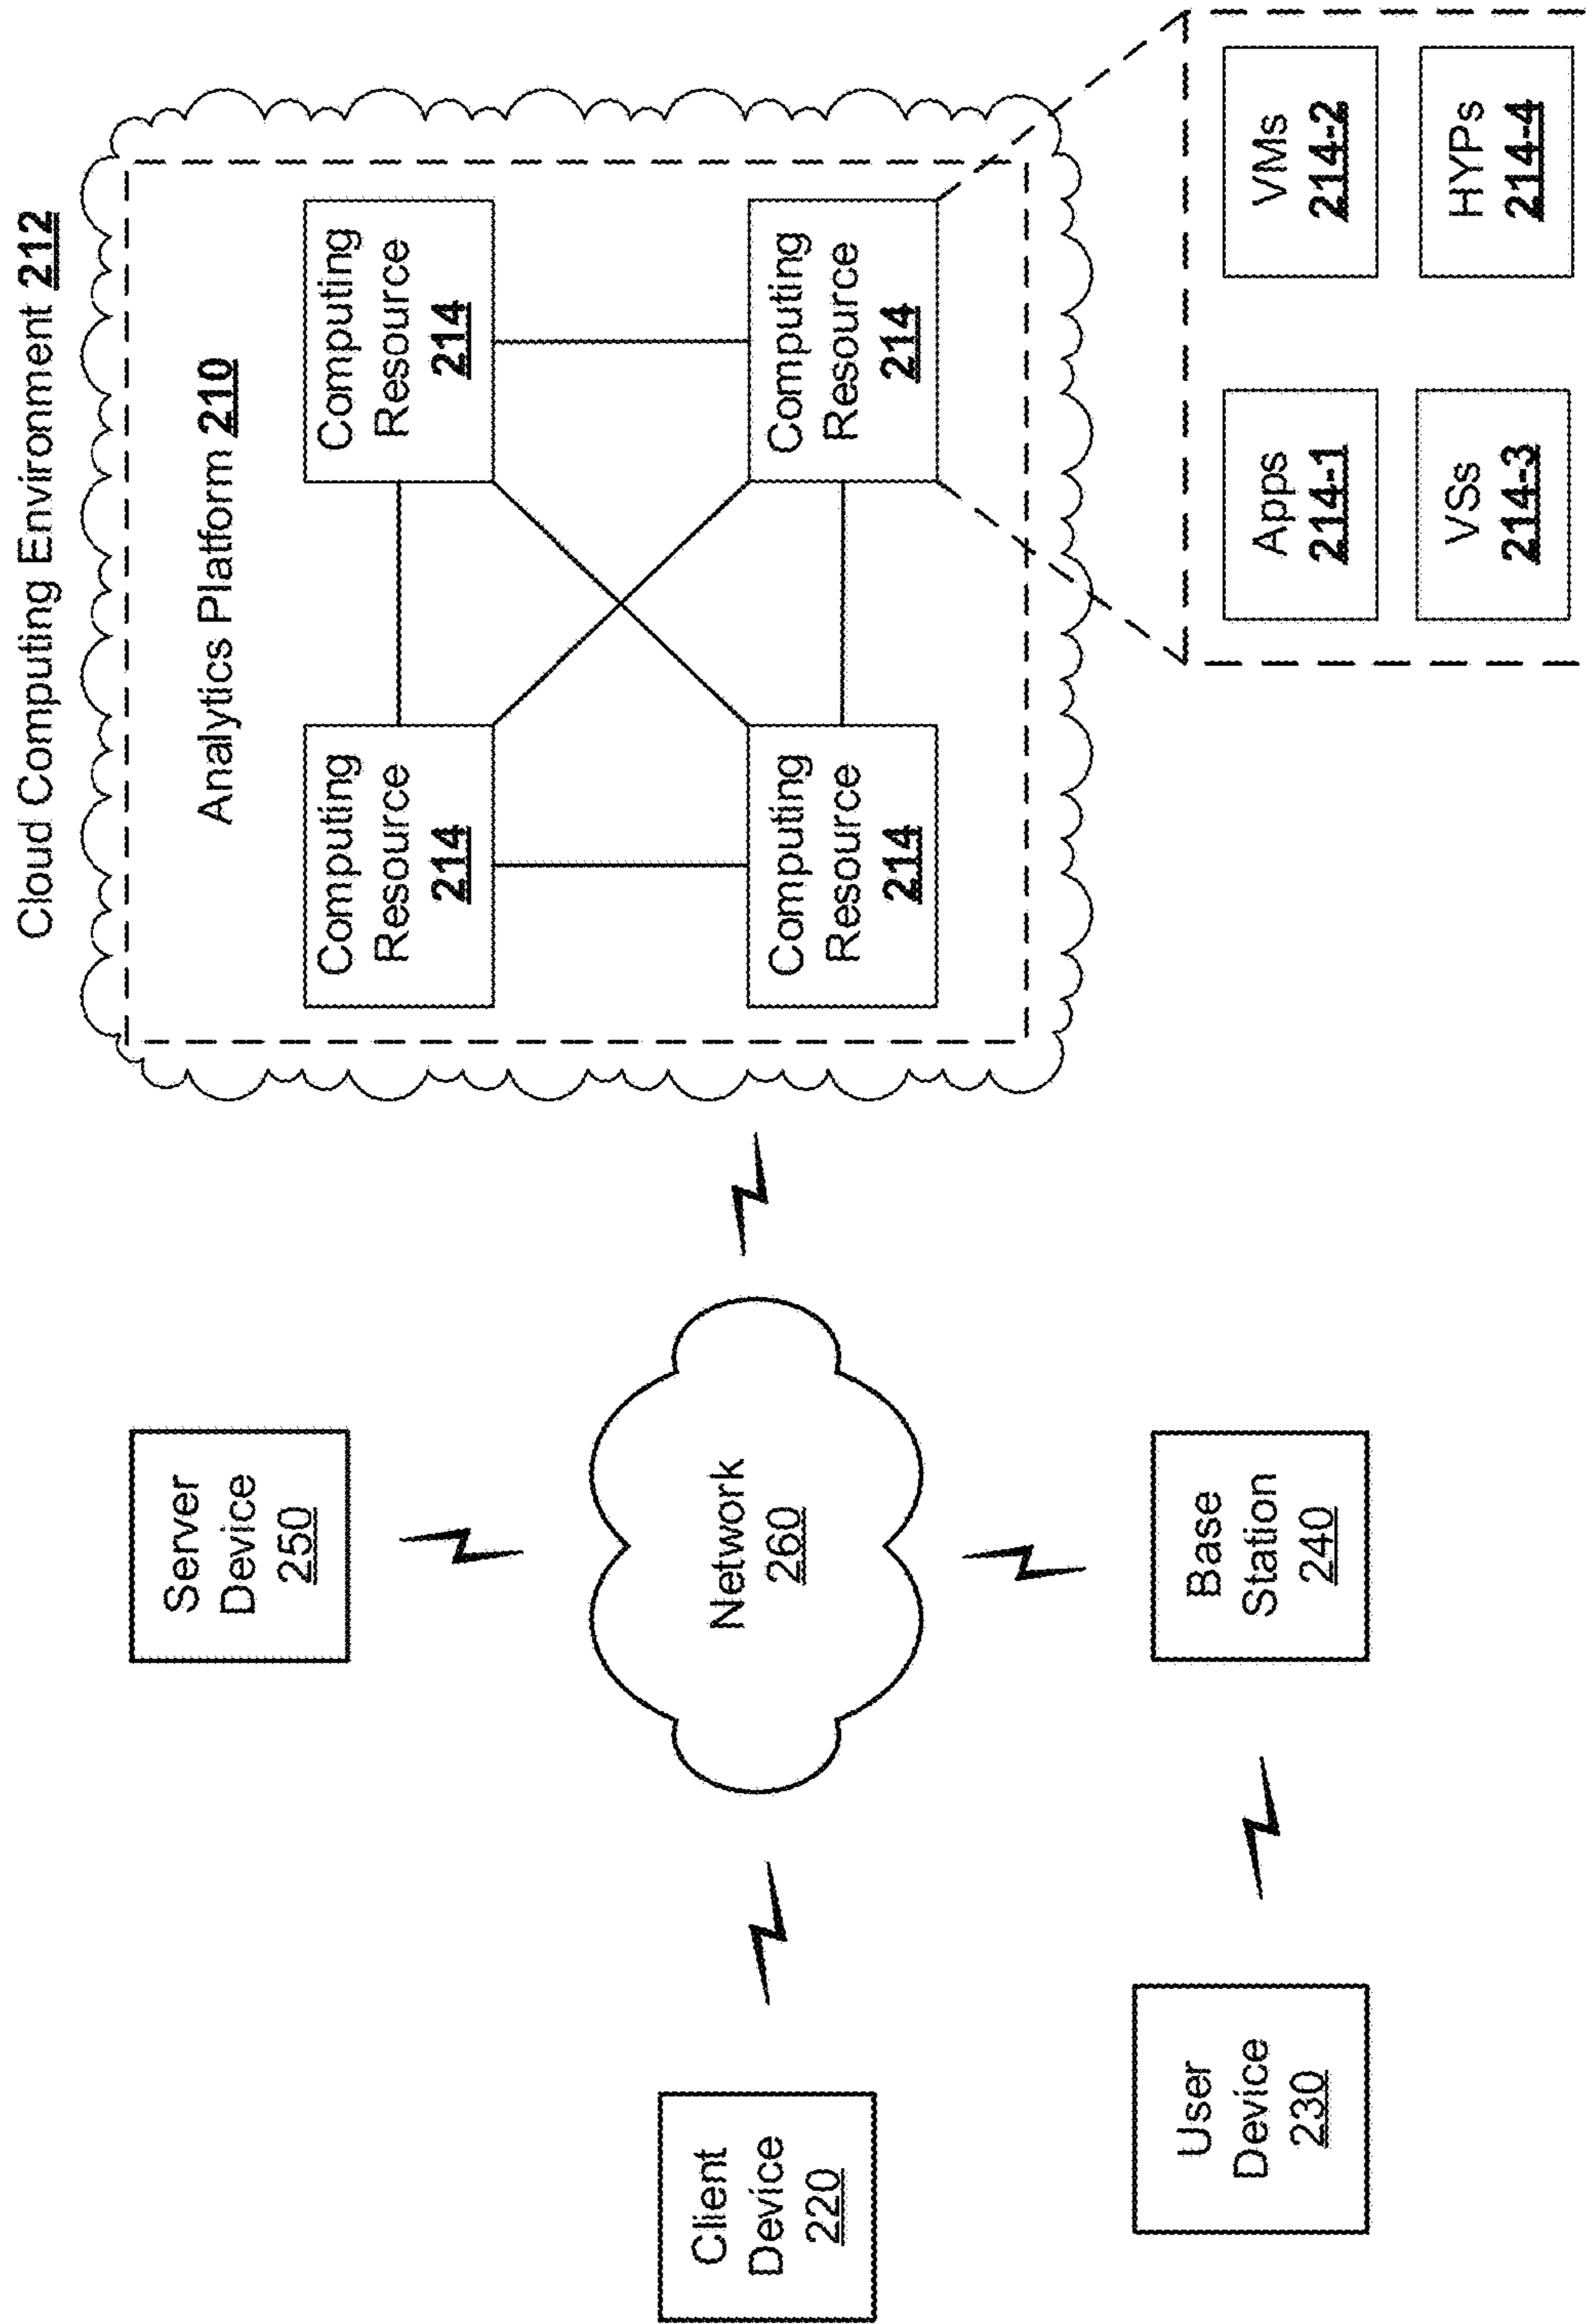 Cloud Computing Environment 212
Analytics Platform 210
Computing
Resource
214
Computing
Resource
214
Computing
Resource
214
Computing
Resource
214
Server
Device
250
Network
260
Client
Device
220
User
Device
230
Base
Station
240
Apps
214-1
VMs
214-2
VSs
214-3
HYPs
214-4